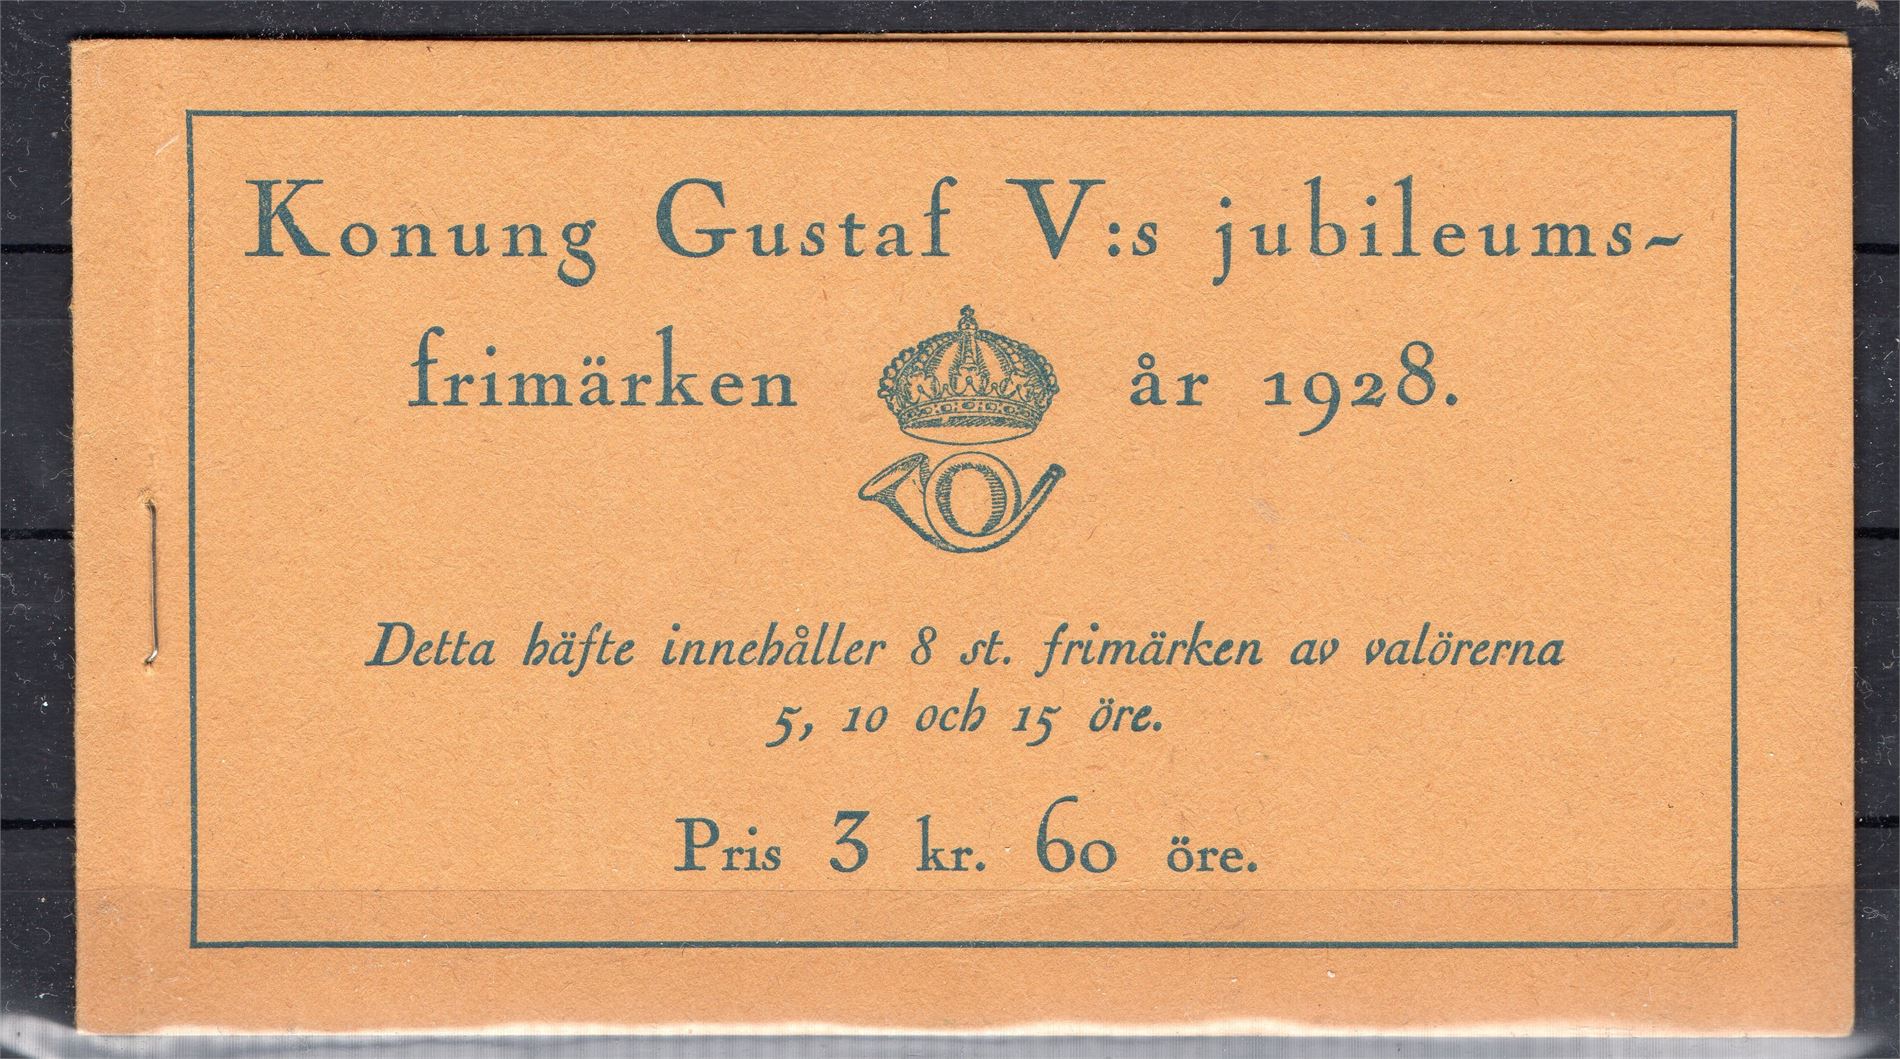 Konung Gustaf V:s jubileums-
frimärken år 1928.
Detta häfte innehåller 8 st. frimärken av valörerna
5, 10 och 15 öre.
Pris 3 kr. 60 öre.